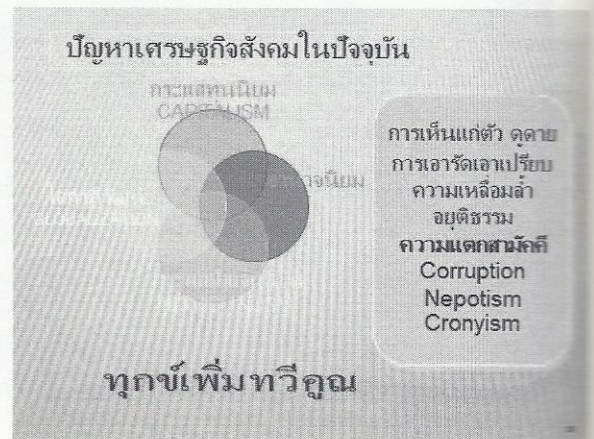 ปัญหาเศรษฐกิจสังคมในปัจจุบัน
กระแสทุนนิยม
CAPITALISM
การเห็นแก่ตัว ดูดาย
การเอารัดเอาเปรียบ
ความเหลื่อมล้ำ
อยุติธรรม
ความแตกสามัคคี
Corruption
Nepotism
Cronyism
ทุกข์เพิ่มทวีคูณ